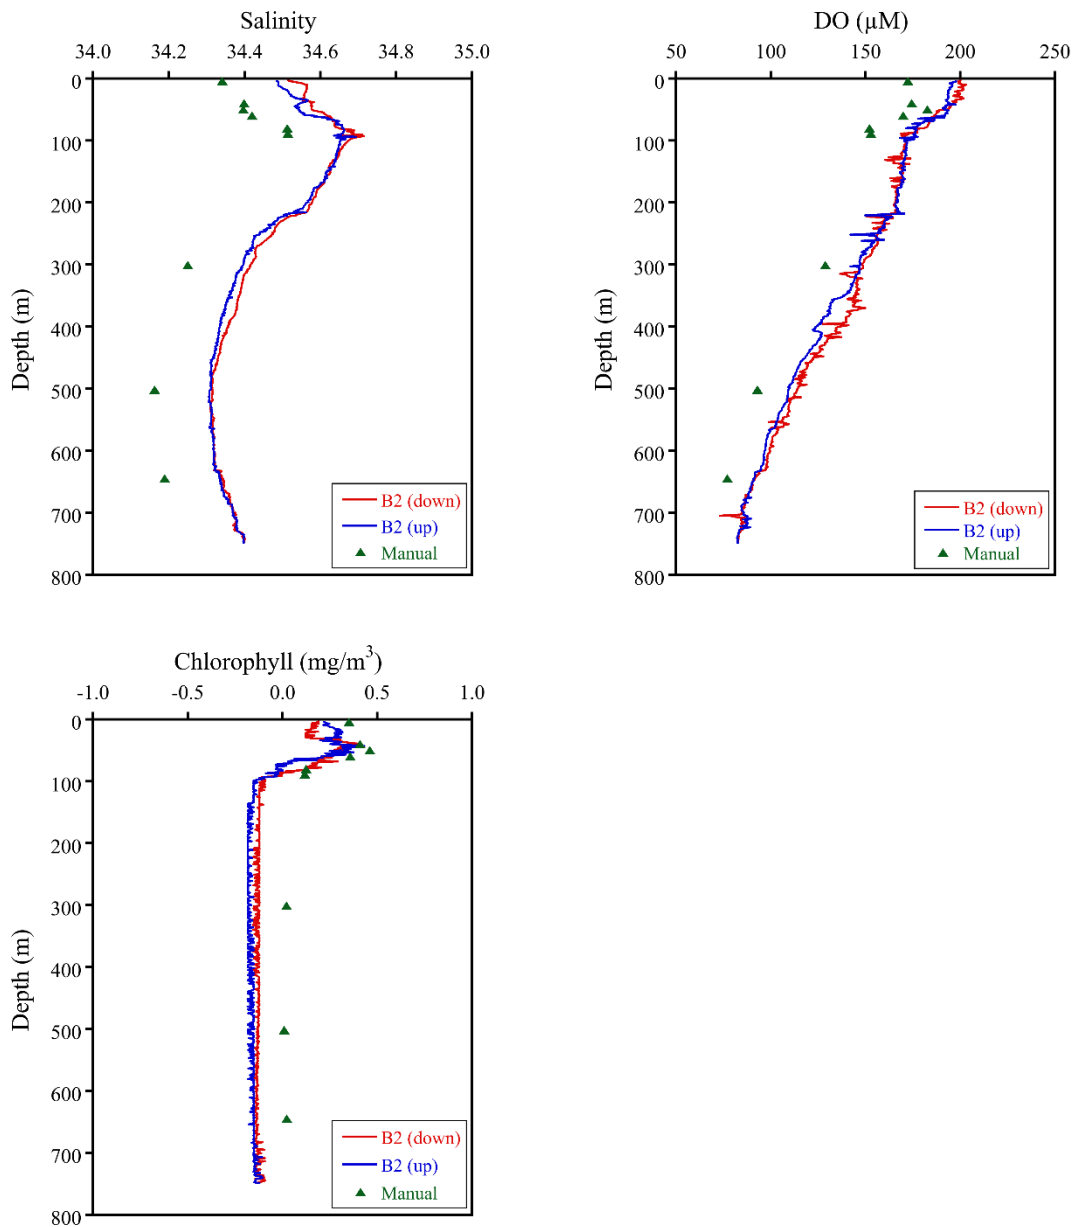 Salinity
34.0 34.2 34.4 34.6 34.8 35.0
0
100
200
300
400
500
600
700
800
Depth (m)
B2 (down)
B2 (up)
Manual
DO (µM)
50 100 150 200 250
0
100
200
300
400
500
600
700
800
Depth (m)
B2 (down)
B2 (up)
Manual
Chlorophyll (mg/m³)
-1.0 -0.5 0.0 0.5 1.0
0
100
200
300
400
500
600
700
800
Depth (m)
B2 (down)
B2 (up)
Manual